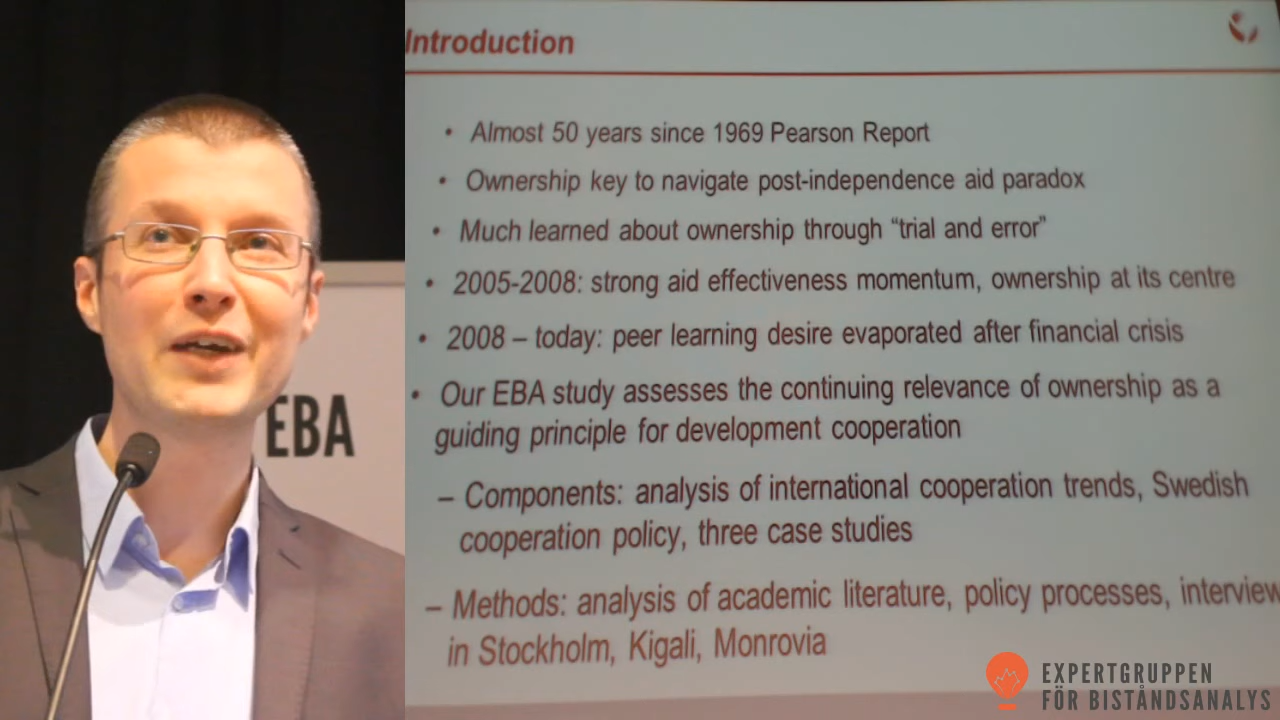 Introduction
• Almost 50 years since 1969 Pearson Report
• Ownership key to navigate post-independence aid paradox
• Much learned about ownership through “trial and error”
• 2005-2008: strong aid effectiveness momentum, ownership at its centre
• 2008 – today: peer learning desire evaporated after financial crisis
• Our EBA study assesses the continuing relevance of ownership as a
guiding principle for development cooperation
– Components: analysis of international cooperation trends, Swedish
cooperation policy, three case studies
– Methods: analysis of academic literature, policy processes, interview
in Stockholm, Kigali, Monrovia
EBA
EXPERTGRUPPEN
FÖR BISTÅNDSANALYS